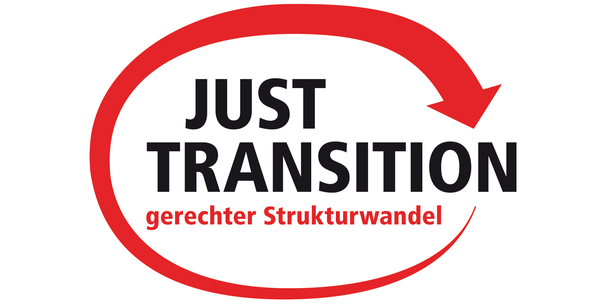 JUST
TRANSITION
gerechter Strukturwandel